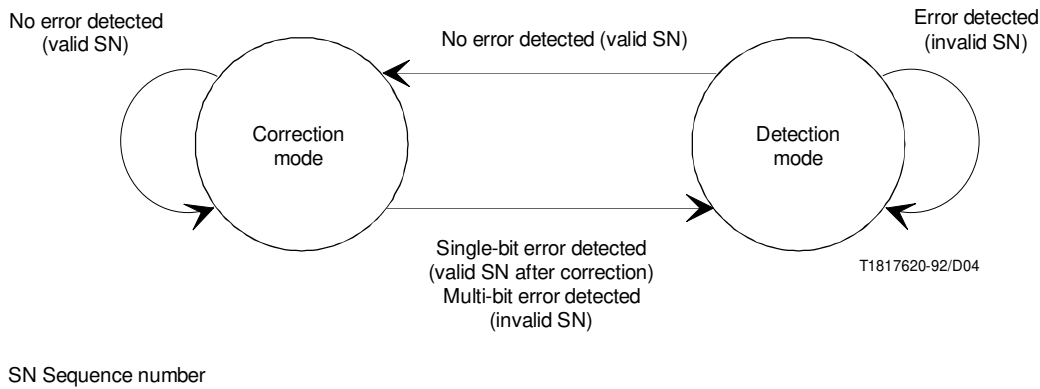 No error detected
(valid SN)
No error detected (valid SN)
Error detected
(invalid SN)
Correction
mode
Detection
mode
Single-bit error detected
(valid SN after correction)
Multi-bit error detected
(invalid SN)
T1817620-92/D04
SN Sequence number